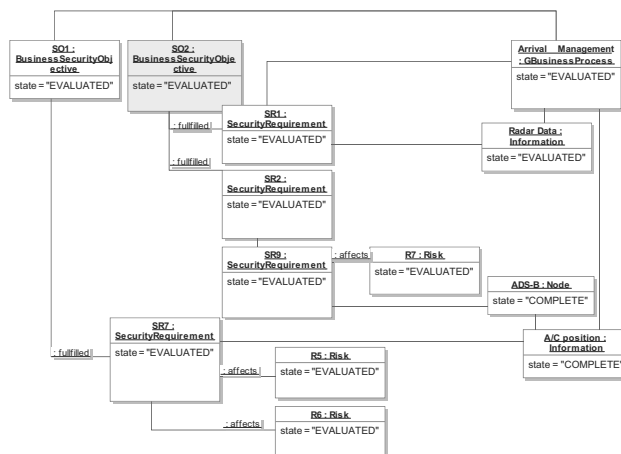 SO1 :
BusinessSecurityObj
ective
state = "EVALUATED"
SO2 :
BusinessSecurityObj
ective
state = "EVALUATED"
Arrival Management
: GBusinessProcess
state = "EVALUATED"
: fullfilled
SR1 :
SecurityRequirement
state = "EVALUATED"
Radar Data :
Information
state = "EVALUATED"
: fullfilled
SR2 :
SecurityRequirement
state = "EVALUATED"
SR9 :
SecurityRequirement
state = "EVALUATED"
: affects
R7 : Risk
state = "EVALUATED"
ADS-B : Node
state = "COMPLETE"
SR7 :
SecurityRequirement
state = "EVALUATED"
: fullfilled
A/C position :
Information
state = "COMPLETE"
: affects
R5 : Risk
state = "EVALUATED"
: affects
R6 : Risk
state = "EVALUATED"